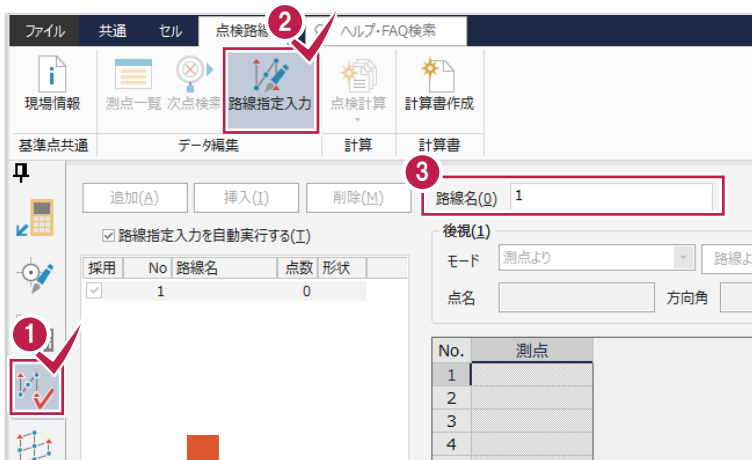 ファイル 共通 セル 点検路線 ヘルプ・FAQ検索
2
現場情報 測点一覧 次点検索 路線指定入力 点検計算 計算書作成
基準点共通 データ編集 計算 計算書
3
追加(A) 挿入(I) 削除(M) 路線名(0) 1
路線指定入力を自動実行する(T) 後視(1)
モード 測点より 路線よ
採用 No 路線名 点数 形状
1 0
点名 方向角
1
No. 測点
1
2
3
4